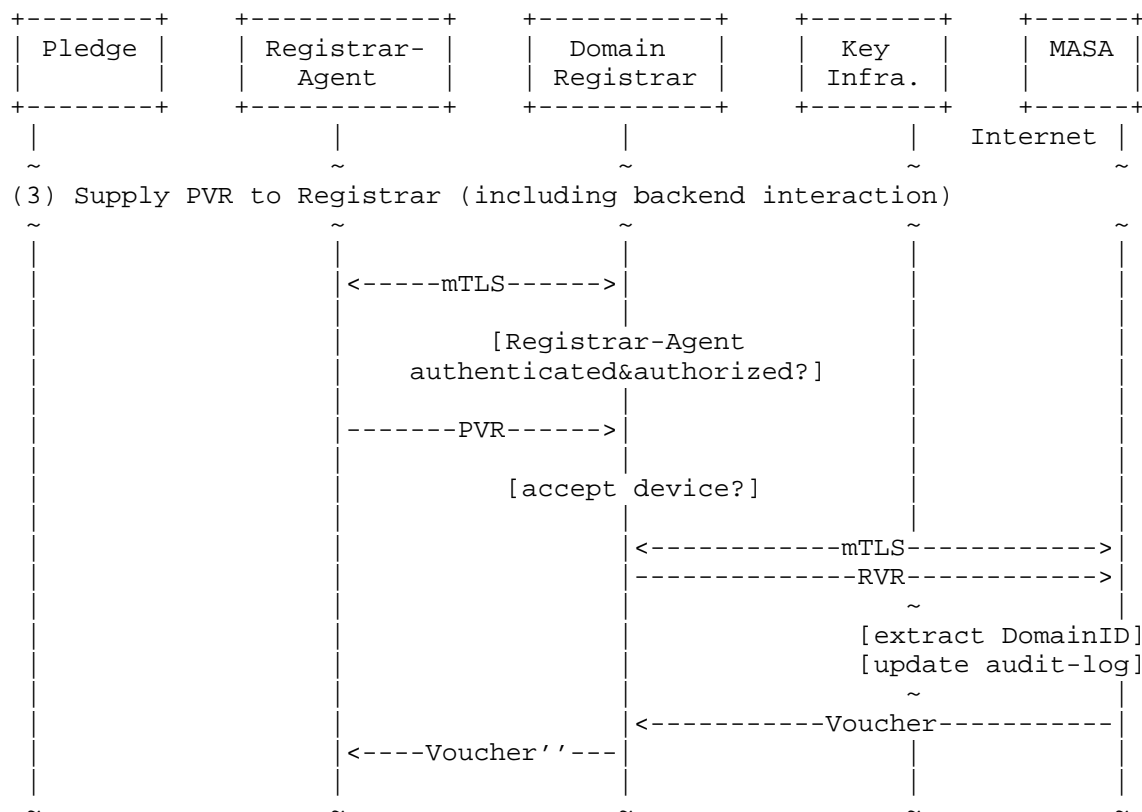 Pledge Registrar- Domain Key MASA
Agent Registrar Infra.
Internet
(3) Supply PVR to Registrar (including backend interaction)
<-----mTLS------>
[Registrar-Agent
authenticated&authorized?]
-------PVR------>
[accept device?]
<------------mTLS------------>
--------------RVR------------>
[extract DomainID]
[update audit-log]
<-----------Voucher-----------
<----Voucher''---